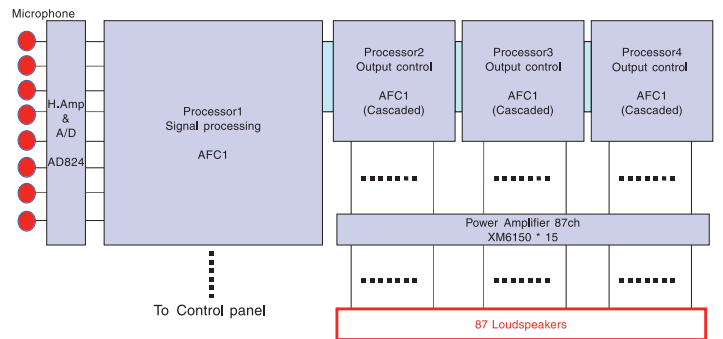 Microphone
H.Amp
&
A/D
AD824
Processor1
Signal processing
AFC1
To Control panel
Processor2
Output control
AFC1
(Cascaded)
Processor3
Output control
AFC1
(Cascaded)
Processor4
Output control
AFC1
(Cascaded)
Power Amplifier 87ch
XM6150 * 15
87 Loudspeakers